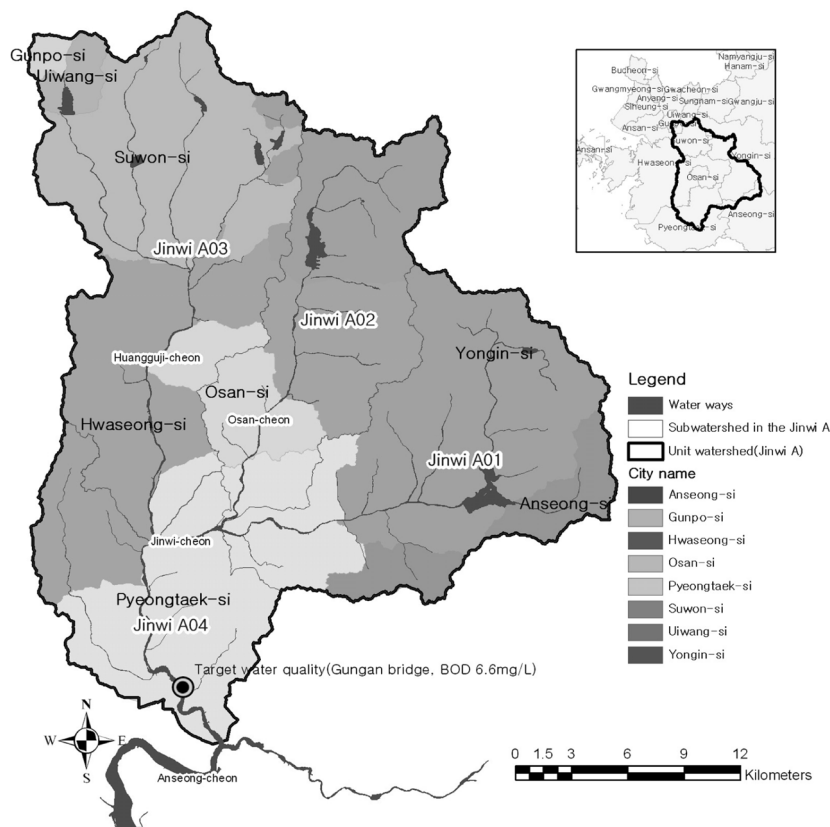 Gunpo-si
Uiwang-si
Suwon-si
Jinwi A03
Jinwi A02
Huangguji-cheon
Yongin-si
Osan-si
Hwaseong-si
Osan-cheon
Jinwi A01
Anseong-si
Jinwi-cheon
Pyeongtaek-si
Jinwi A04
Target water quality(Gungan bridge, BOD 6.6mg/L)
N
W
E
S
Anseong-cheon
Namyangju-si
Hanam-si
Bucheon-si
Gwangmyeong-si
Gwacheon-si
Anyang-si
Siheung-si
Sungnam-si
Gwangju-si
Uiwang-si
Ansan-si
Ansan-si
Hwaseong-si
Yongin-si
Osan-si
Anseong-si
Legend
Water ways
Subwatershed in the Jinwi A
Unit watershed(Jinwi A)
City name
Anseong-si
Gunpo-si
Hwaseong-si
Osan-si
Pyeongtaek-si
Suwon-si
Uiwang-si
Yongin-si
0 1.5 3 6 9 12
Kilometers